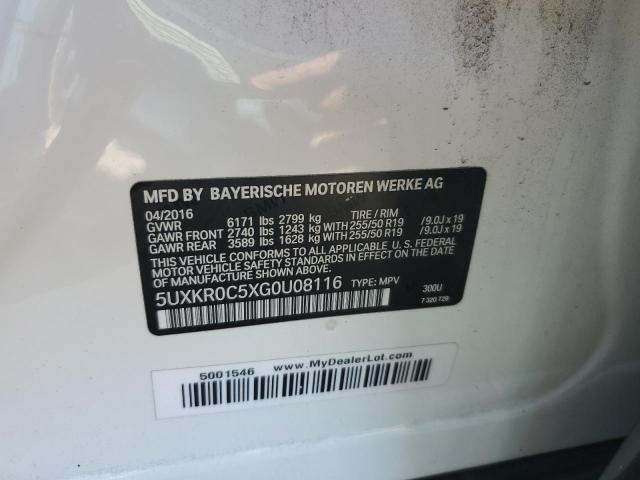 MFD BY BAYERISCHE MOTOREN WERKE AG
04/2016 TIRE / RIM
GVWR 6171 lbs 2799 kg
GAWR FRONT 2740 lbs 1243 kg WITH 255/50 R19 /9.0J x 19
GAWR REAR 3589 lbs 1628 kg WITH 255/50 R19 /9.0J x 19
THIS VEHICLE CONFORMS TO ALL APPLICABLE U.S. FEDERAL
MOTOR VEHICLE SAFETY AND THEFT PREVENTION
STANDARDS IN EFFECT ON THE DATE OF MANUFACTURE
SHOWN ABOVE.
5UXKR0C5XG0U08116 TYPE: MPV 300U
7 320 729
5001546 www.MyDealerLot.com